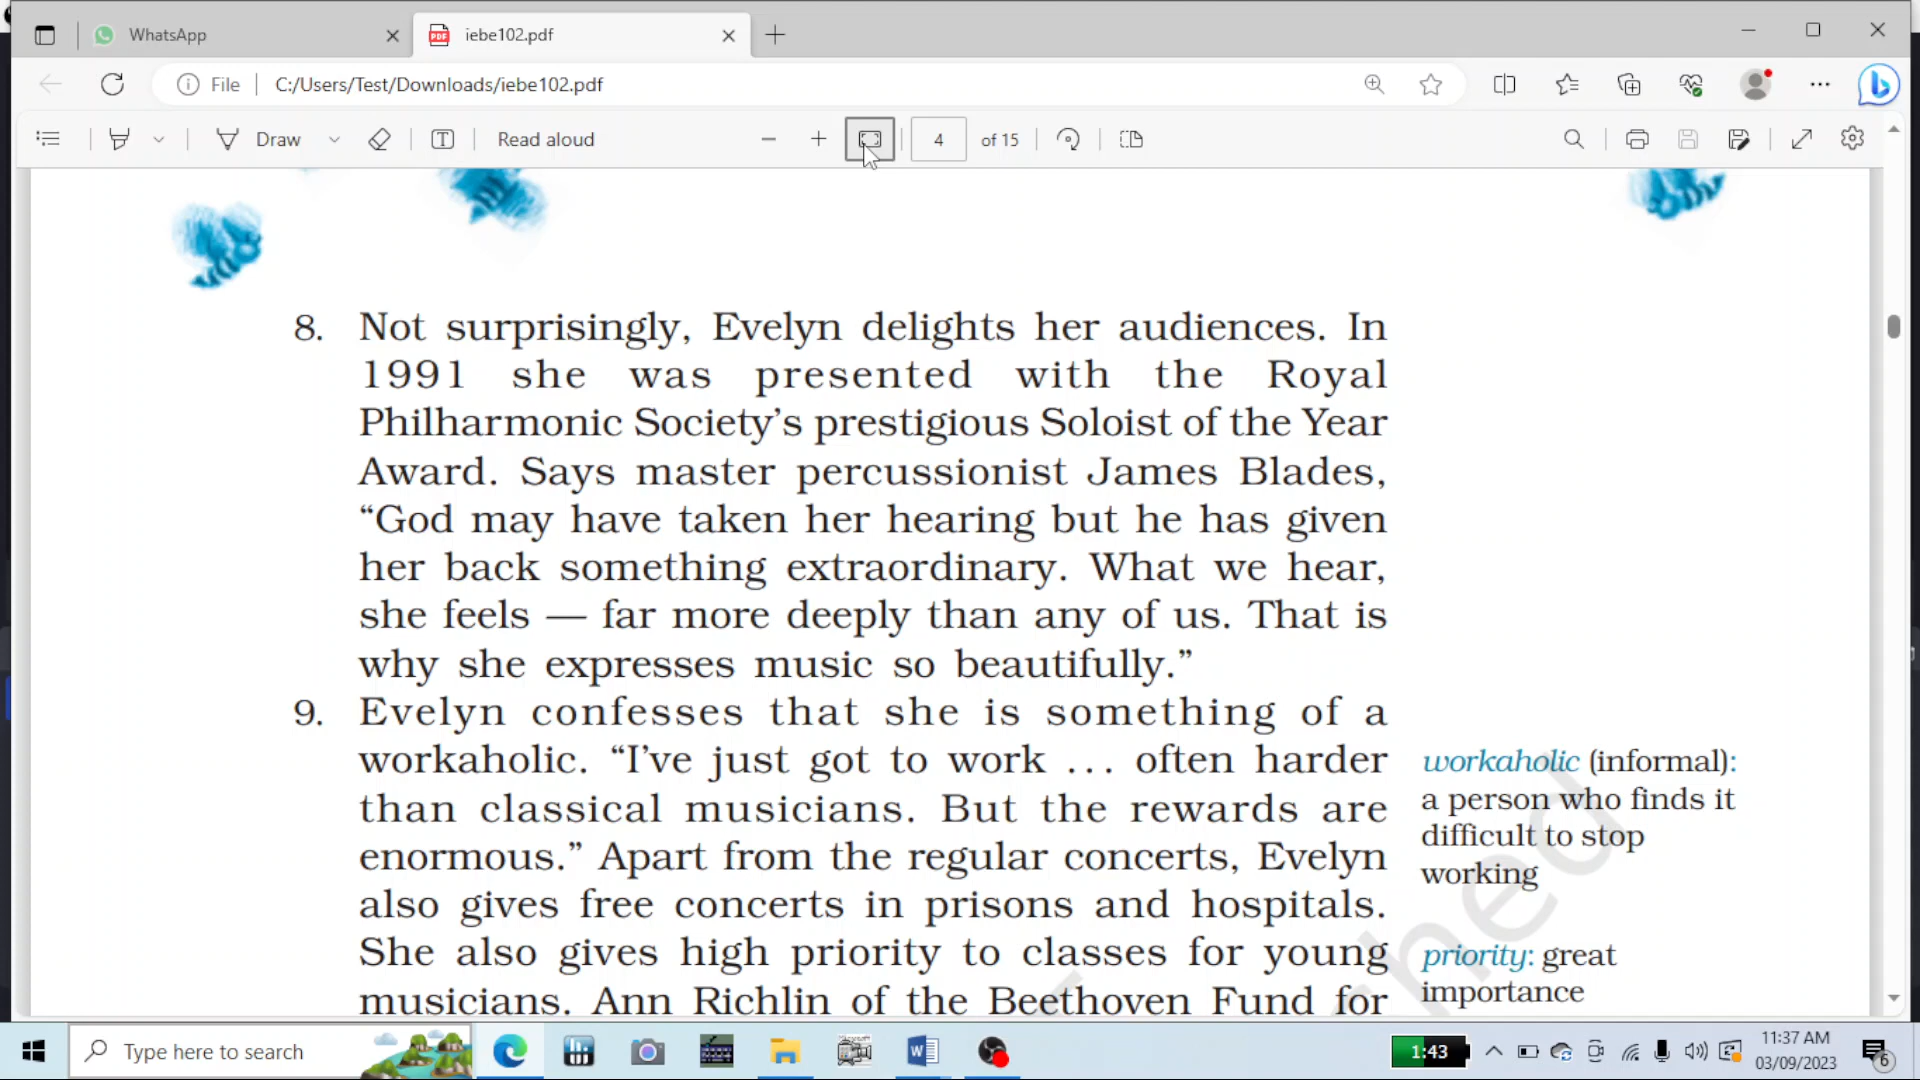 WhatsApp
iebe102.pdf
File
C:/Users/Test/Downloads/iebe102.pdf
Draw
Read aloud
4 of 15
8. Not surprisingly, Evelyn delights her audiences. In
1991 she was presented with the Royal
Philharmonic Society’s prestigious Soloist of the Year
Award. Says master percussionist James Blades,
“God may have taken her hearing but he has given
her back something extraordinary. What we hear,
she feels — far more deeply than any of us. That is
why she expresses music so beautifully.”
9. Evelyn confesses that she is something of a
workaholic. “I’ve just got to work … often harder
than classical musicians. But the rewards are
enormous.” Apart from the regular concerts, Evelyn
also gives free concerts in prisons and hospitals.
She also gives high priority to classes for young
musicians. Ann Richlin of the Beethoven Fund for
workaholic (informal):
a person who finds it
difficult to stop
working
priority: great
importance
hed
Type here to search
1:43
11:37 AM
03/09/2023
6